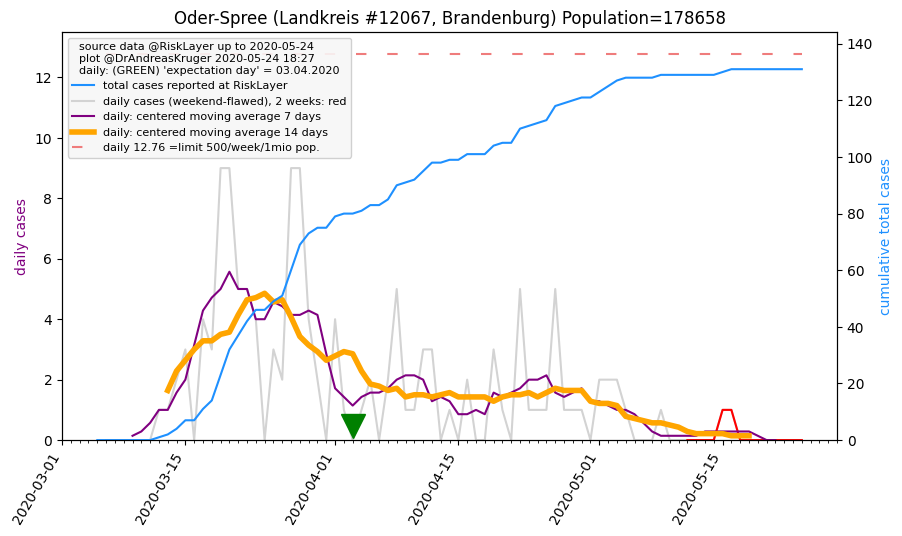 Oder-Spree (Landkreis #12067, Brandenburg) Population=178658
source data @RiskLayer up to 2020-05-24
plot @DrAndreasKruger 2020-05-24 18:27
daily: (GREEN) 'expectation day' = 03.04.2020
total cases reported at RiskLayer
daily cases (weekend-flawed), 2 weeks: red
daily: centered moving average 7 days
daily: centered moving average 14 days
daily 12.76 =limit 500/week/1mio pop.
daily cases
12
10
8
6
4
2
0
140
120
100
80
60
40
20
0
cumulative total cases
2020-03-01
2020-03-15
2020-04-01
2020-04-15
2020-05-01
2020-05-15